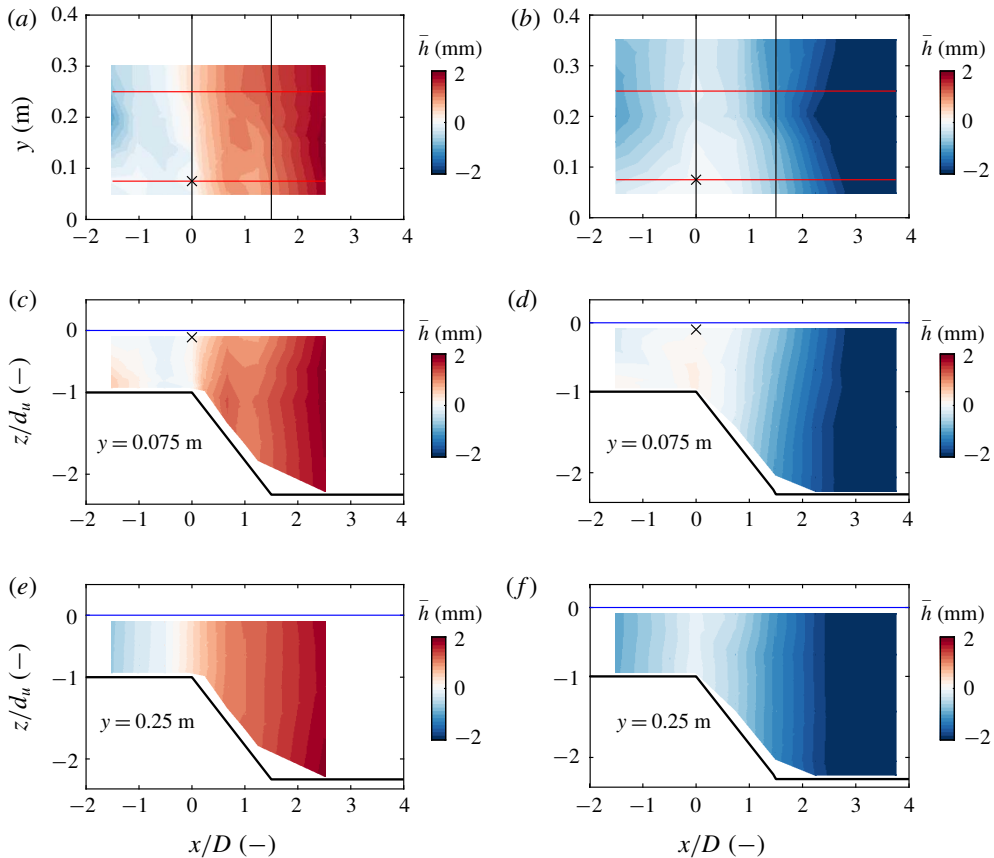 (a) (b)
0.4 0.4
h̄ (mm) h̄ (mm)
0.3 2 0.3 2
y (m) 0.2 0 0.2 0
0.1 −2 0.1 −2
0 0
−2 −1 0 1 2 3 4 −2 −1 0 1 2 3 4
(c) (d)
h̄ (mm) h̄ (mm)
0 2 0 2
z/d_u (−) −1 0 −1 0
y = 0.075 m −2 y = 0.075 m −2
−2 −2
−2 −1 0 1 2 3 4 −2 −1 0 1 2 3 4
(e) (f)
h̄ (mm) h̄ (mm)
0 2 0 2
z/d_u (−) −1 0 −1 0
y = 0.25 m −2 y = 0.25 m −2
−2 −2
−2 −1 0 1 2 3 4 −2 −1 0 1 2 3 4
x/D (−) x/D (−)